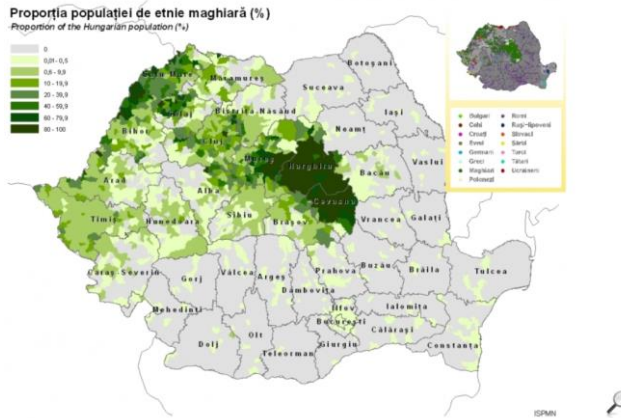 Proporția populației de etnie maghiară (%)
Proportion of the Hungarian population (%)
0
0,01 - 0,5
0,6 - 9,9
10 - 19,9
20 - 39,9
40 - 59,9
60 - 79,9
80 - 100
Botoșani
Satu Mare
Maramureș
Suceava
Bistrița-Năsăud
Iași
Sălaj
Neamț
Bihor
Cluj
Mureș
Harghita
Vaslui
Bacău
Arad
Alba
Covasna
Timiș
Hunedoara
Sibiu
Brașov
Vrancea
Galați
Caraș-Severin
Gorj
Vâlcea
Argeș
Prahova
Buzău
Brăila
Tulcea
Dâmbovița
Mehedinți
Ilfov
Ialomița
București
Olt
Călărași
Dolj
Teleorman
Giurgiu
Constanța
Bulgari
Cehi
Croați
Evrei
Germani
Greci
Maghiari
Polonezi
Romi
Ruși-lipoveni
Slovaci
Sârbi
Turci
Tătari
Ucraineni
ISPMN